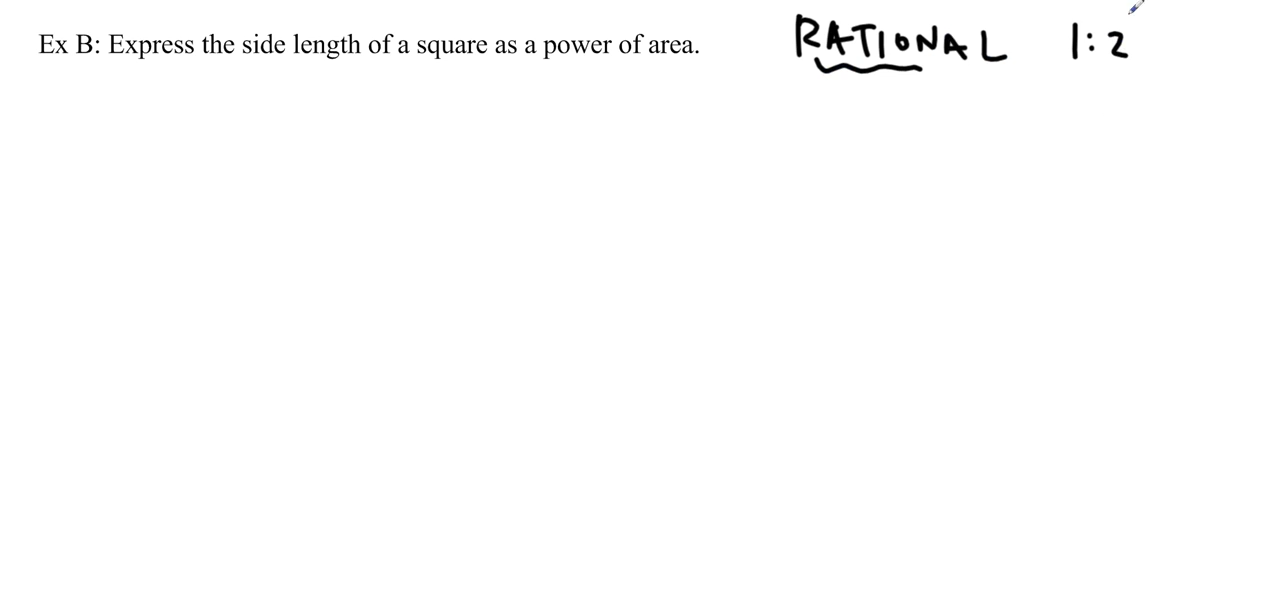 Ex B: Express the side length of a square as a power of area.
RATIONAL 1:2